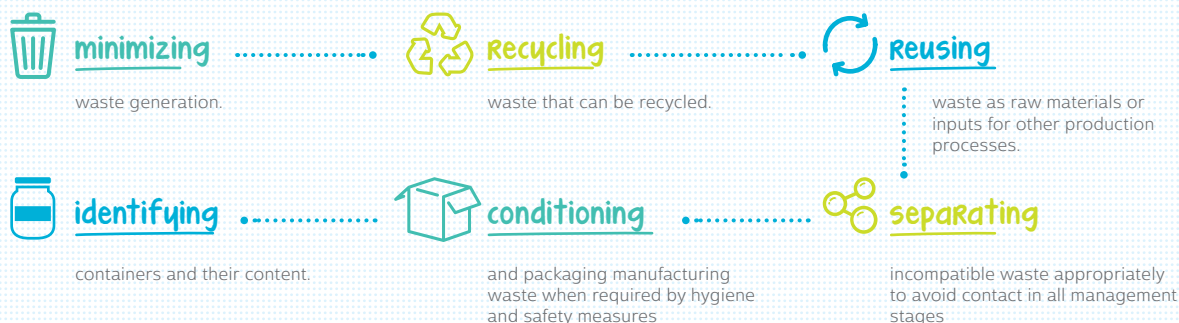 minimizing
waste generation.
Recycling
waste that can be recycled.
Reusing
waste as raw materials or
inputs for other production
processes.
separating
incompatible waste appropriately
to avoid contact in all management
stages
conditioning
and packaging manufacturing
waste when required by hygiene
and safety measures
identifying
containers and their content.